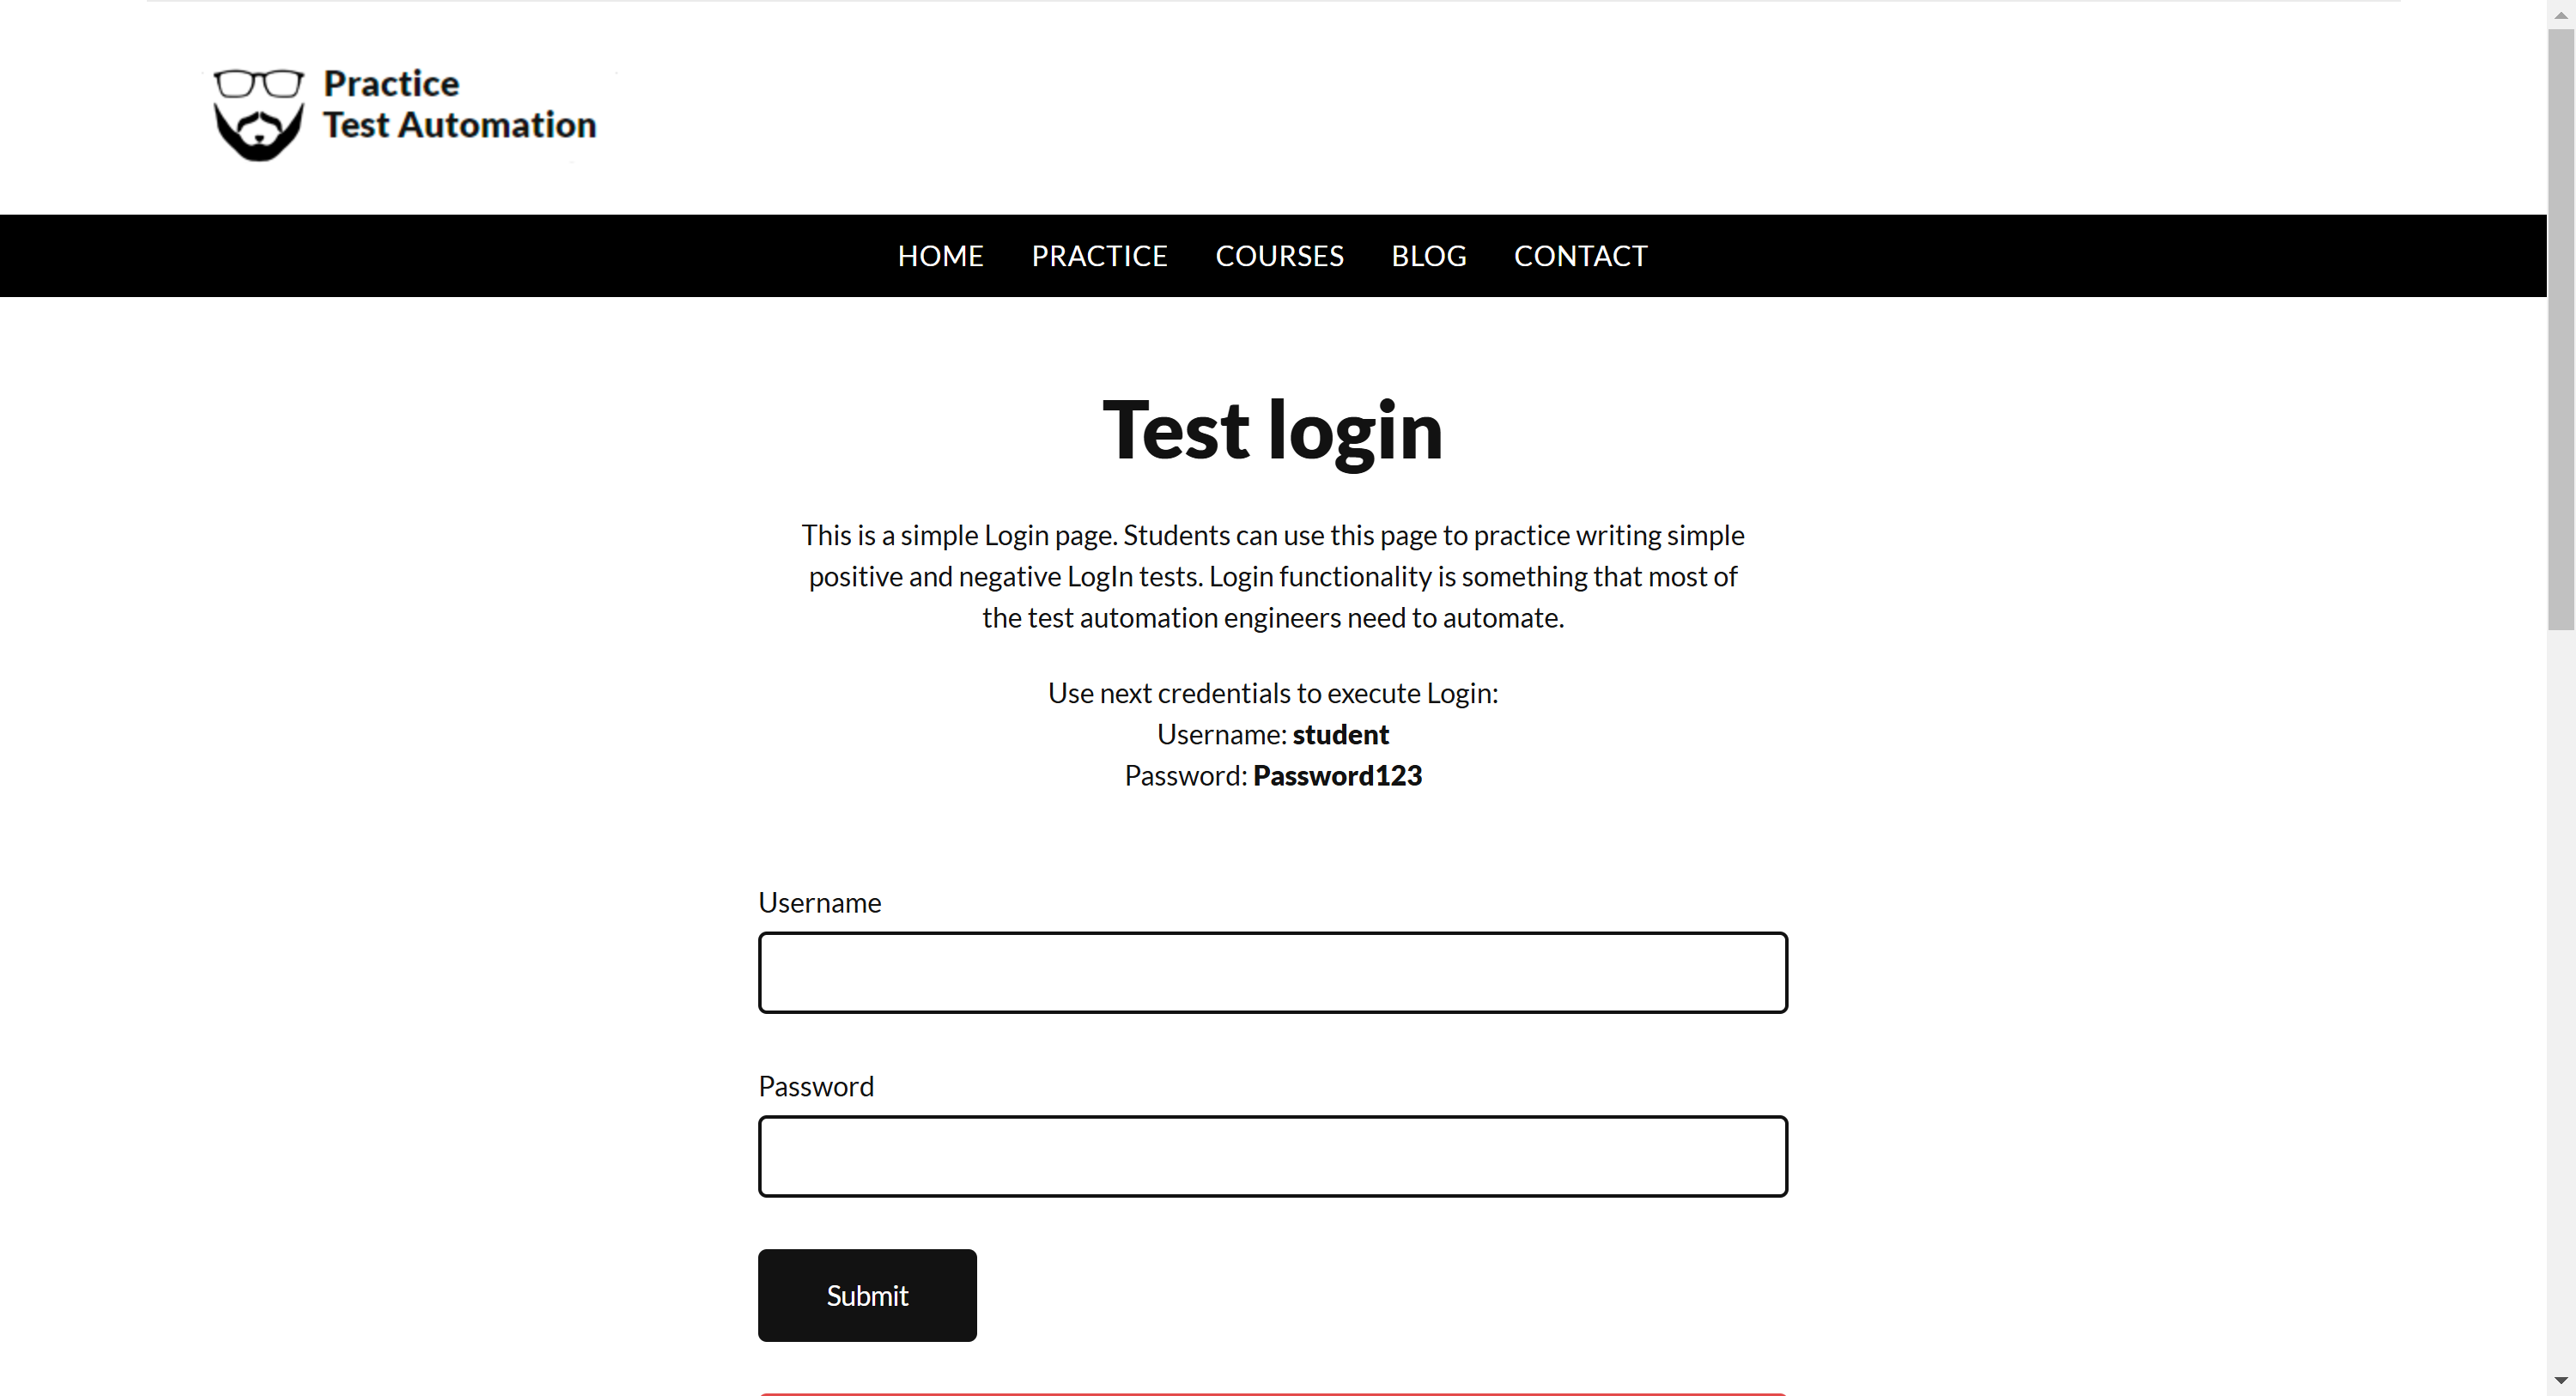 Practice
Test Automation
HOME PRACTICE COURSES BLOG CONTACT
Test login
This is a simple Login page. Students can use this page to practice writing simple
positive and negative LogIn tests. Login functionality is something that most of
the test automation engineers need to automate.
Use next credentials to execute Login:
Username: student
Password: Password123
Username
Password
Submit